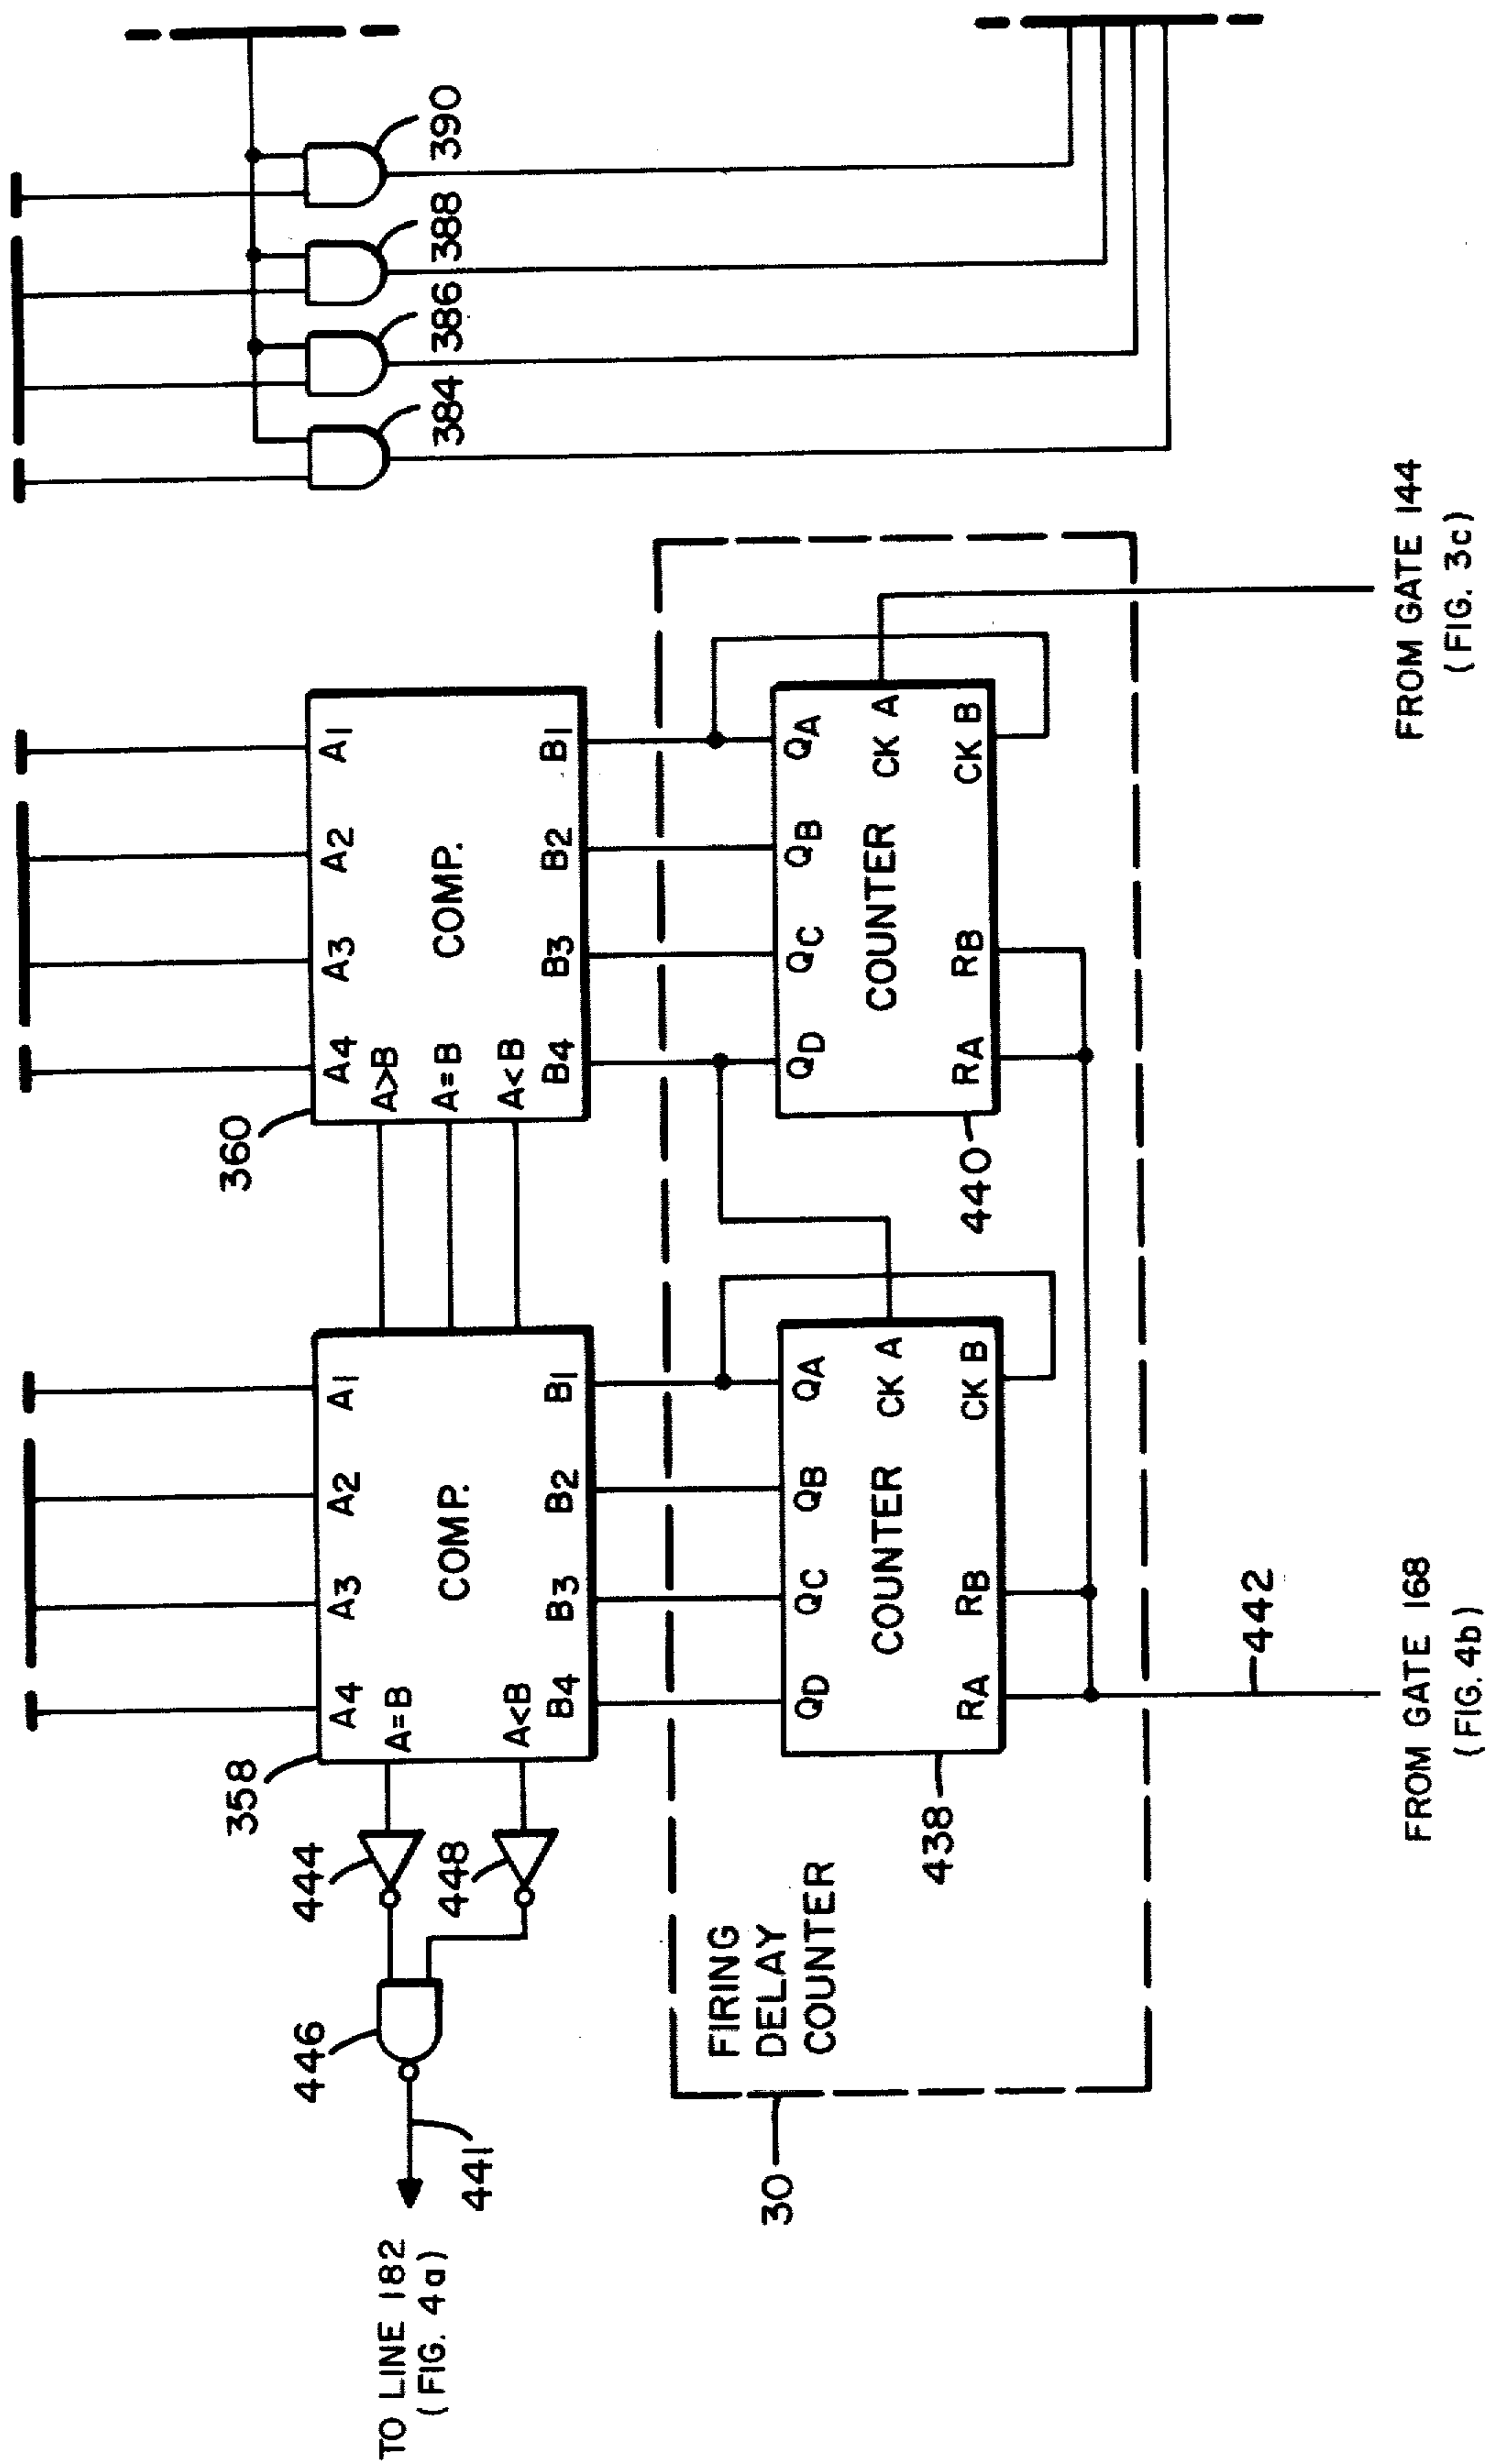 390
388
386
384
360
A4
A3
A2
A1
A>B
A=B
A<B
COMP.
B4
B3
B2
B1
358
A4
A3
A2
A1
A=B
A<B
COMP.
B4
B3
B2
B1
444
448
446
441
TO LINE 182
(FIG. 4a)
FIRING
DELAY
COUNTER
30
QD
QC
QB
QA
COUNTER
CK A
RA
RB
CK B
438
QD
QC
QB
QA
COUNTER
CK A
RA
RB
CK B
440
442
FROM GATE 168
(FIG. 4b)
FROM GATE 144
(FIG. 3c)